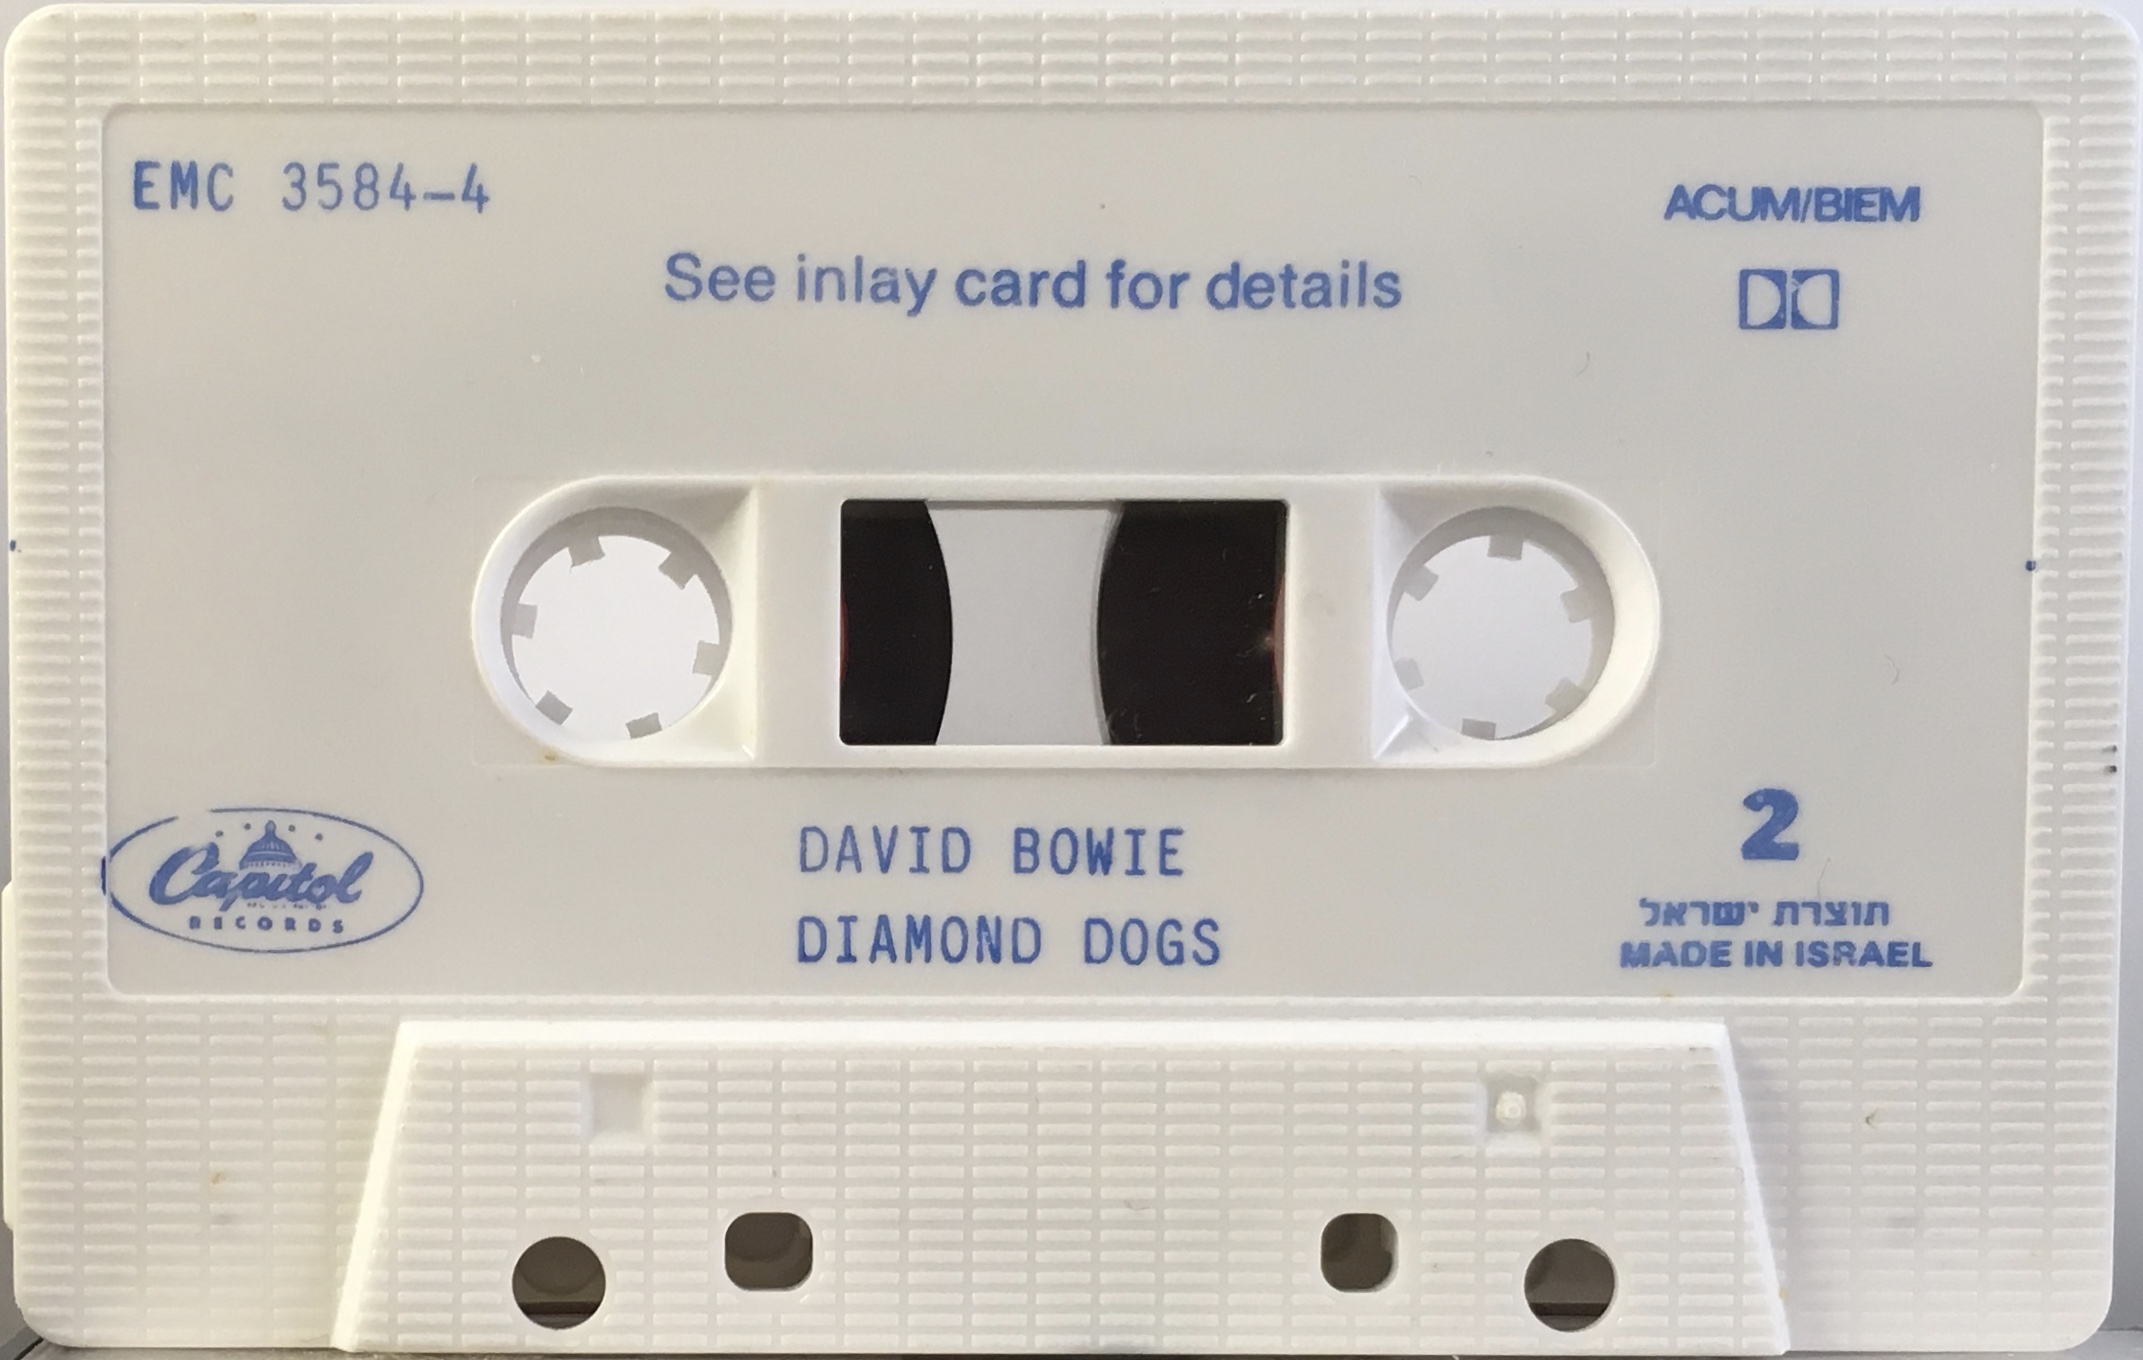 EMC 3584-4
ACUM/BIEM
See inlay card for details
Capitol
RECORDS
DAVID BOWIE
DIAMOND DOGS
2
תוצרת ישראל
MADE IN ISRAEL